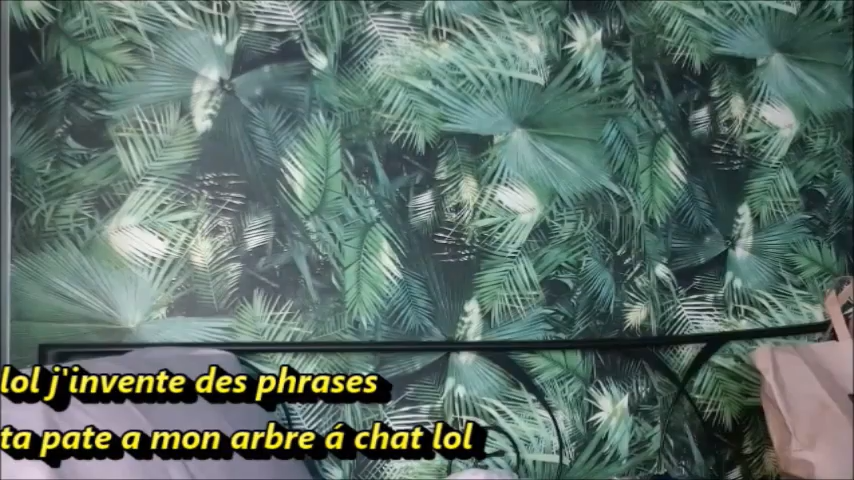 lol j'invente des phrases
ta pate a mon arbre á chat lol